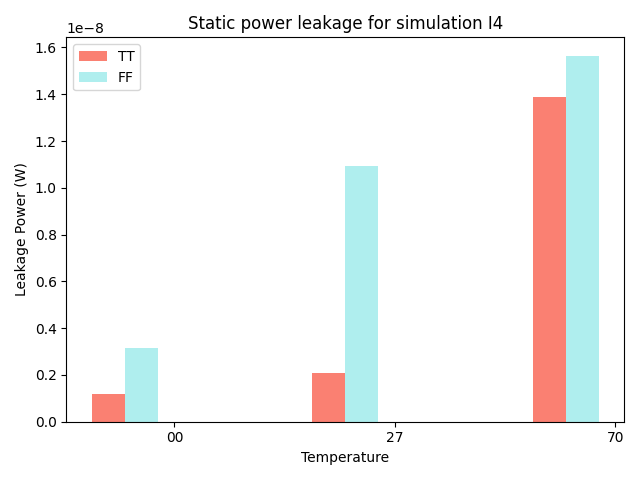 Static power leakage for simulation I4
1e−8
TT
FF
1.6
1.4
1.2
1.0
0.8
0.6
0.4
0.2
0.0
Leakage Power (W)
00 27 70
Temperature